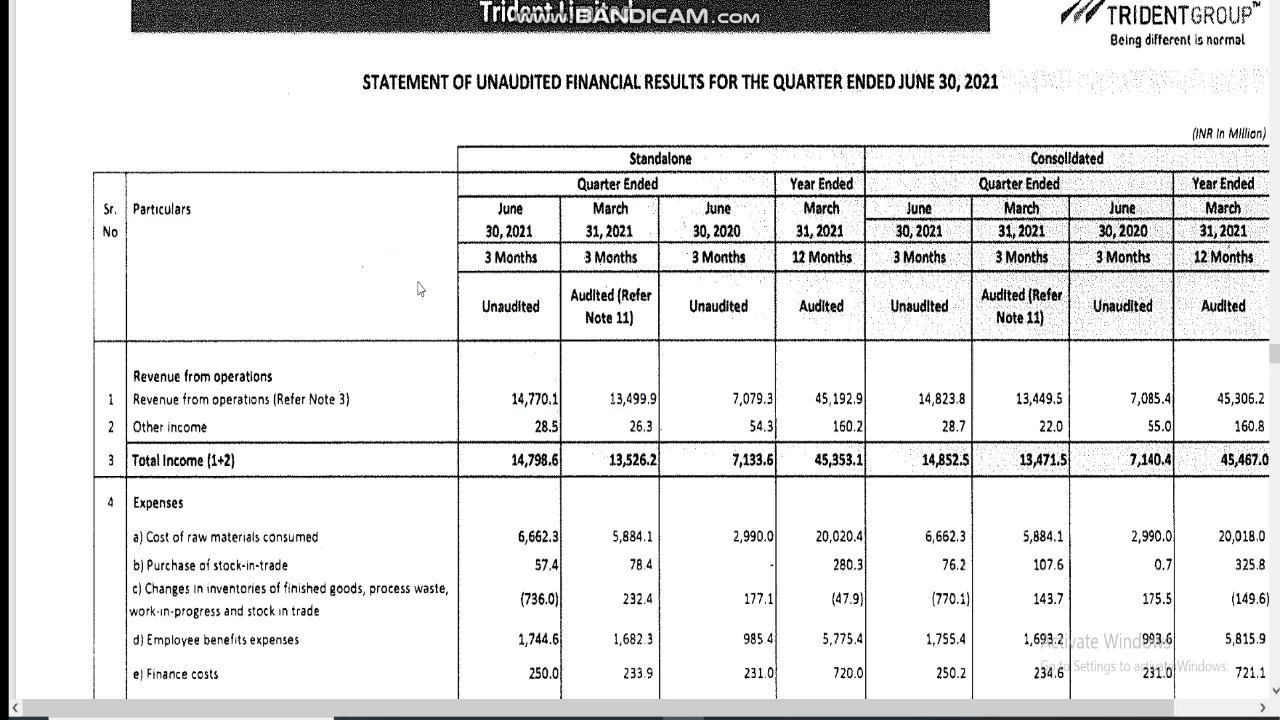 Trident Limited
www.BANDICAM.com
TRIDENTGROUP™
Being different is normal
STATEMENT OF UNAUDITED FINANCIAL RESULTS FOR THE QUARTER ENDED JUNE 30, 2021
(INR In Million)
Standalone Consolidated
Quarter Ended Year Ended Quarter Ended Year Ended
Sr. Particulars June March June March June March June March
No 30, 2021 31, 2021 30, 2020 31, 2021 30, 2021 31, 2021 30, 2020 31, 2021
3 Months 3 Months 3 Months 12 Months 3 Months 3 Months 3 Months 12 Months
Unaudited Audited (Refer Note 11) Unaudited Audited Unaudited Audited (Refer Note 11) Unaudited Audited
Revenue from operations
1 Revenue from operations (Refer Note 3) 14,770.1 13,499.9 7,079.3 45,192.9 14,823.8 13,449.5 7,085.4 45,306.2
2 Other income 28.5 26.3 54.3 160.2 28.7 22.0 55.0 160.8
3 Total Income (1+2) 14,798.6 13,526.2 7,133.6 45,353.1 14,852.5 13,471.5 7,140.4 45,467.0
4 Expenses
a) Cost of raw materials consumed 6,662.3 5,884.1 2,990.0 20,020.4 6,662.3 5,884.1 2,990.0 20,018.0
b) Purchase of stock-in-trade 57.4 78.4 - 280.3 76.2 107.6 0.7 325.8
c) Changes in inventories of finished goods, process waste,
work-in-progress and stock in trade (736.0) 232.4 177.1 (47.9) (770.1) 143.7 175.5 (149.6)
d) Employee benefits expenses 1,744.6 1,682.3 985.4 5,775.4 1,755.4 1,693.2 993.6 5,815.9
e) Finance costs 250.0 233.9 231.0 720.0 250.2 234.6 231.0 721.1
Activate Windows
Go to Settings to activate Windows.